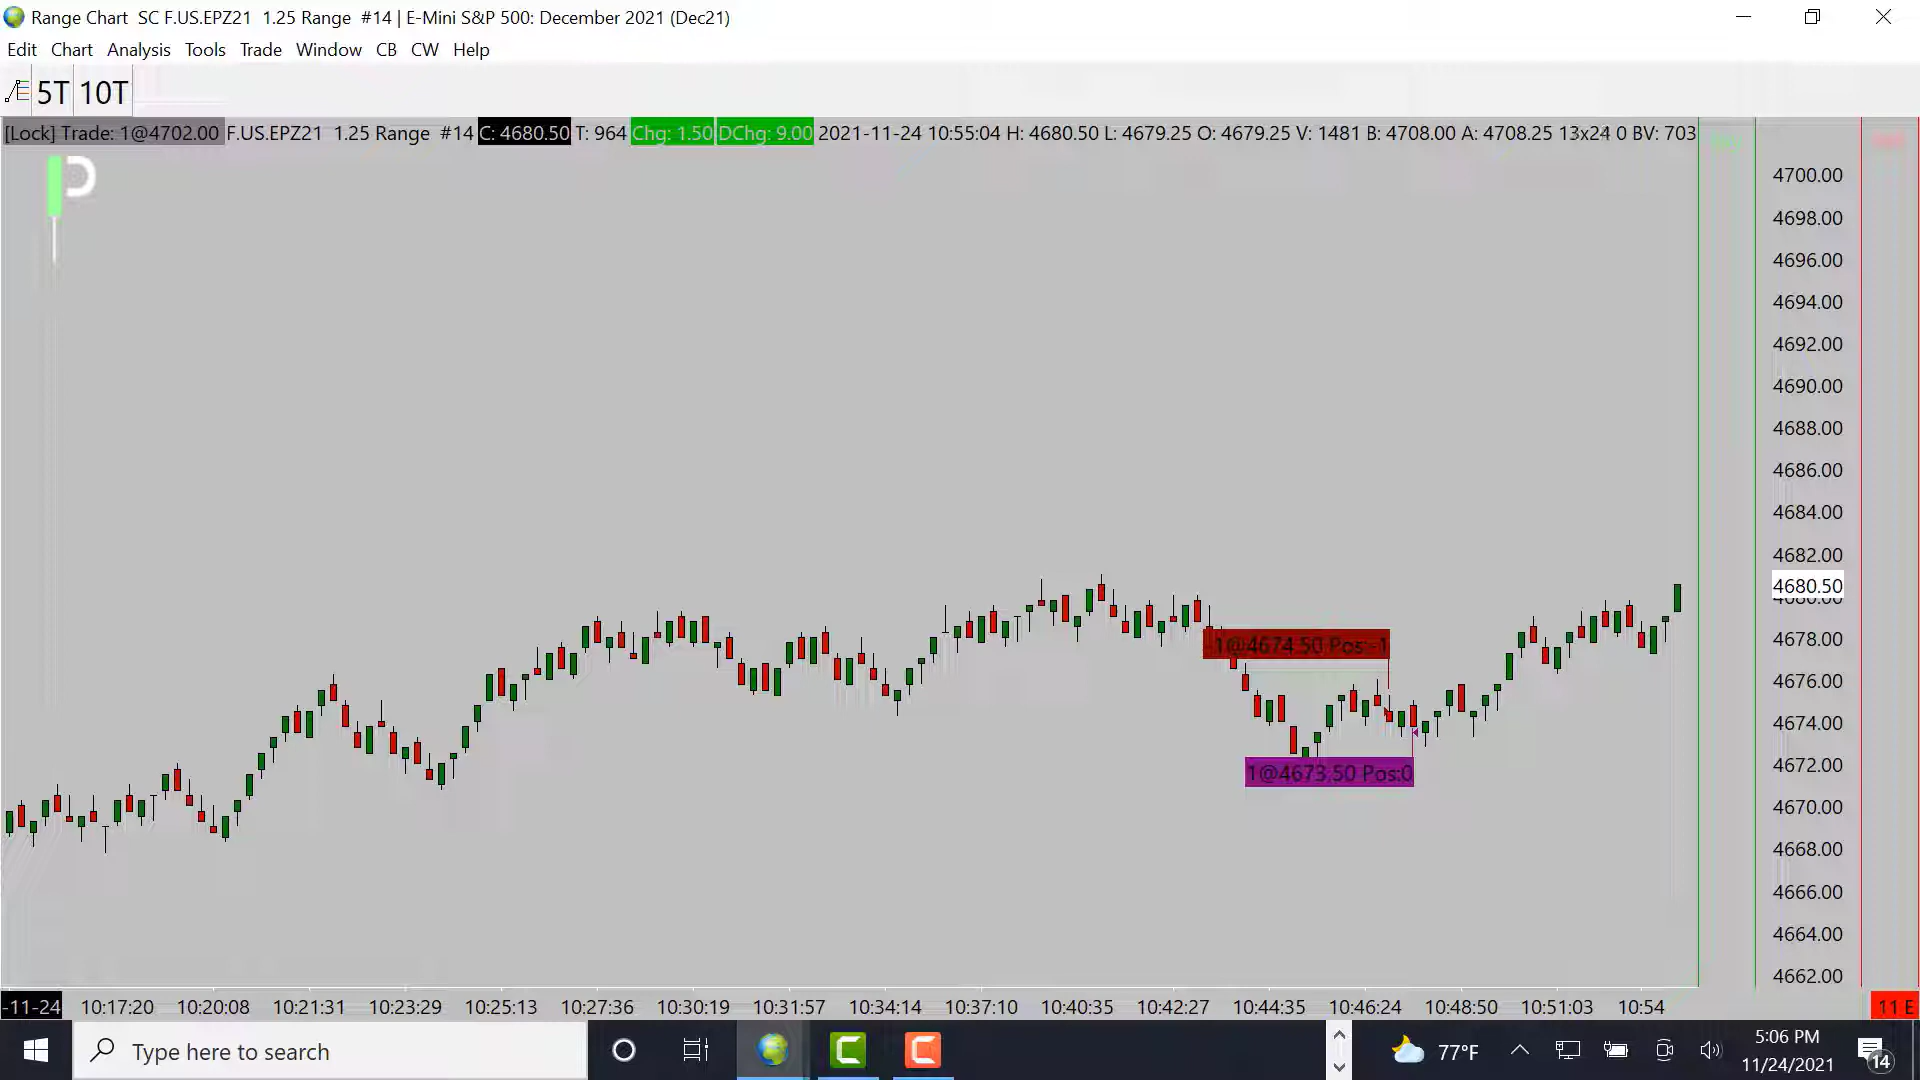 Range Chart SC F.US.EPZ21 1.25 Range #14 | E-Mini S&P 500: December 2021 (Dec21)
Edit Chart Analysis Tools Trade Window CB CW Help
5T 10T
[Lock] Trade: 1@4702.00 F.US.EPZ21 1.25 Range #14 C: 4680.50 T: 964 Chg: 1.50 DChg: 9.00 2021-11-24 10:55:04 H: 4680.50 L: 4679.25 O: 4679.25 V: 1481 B: 4708.00 A: 4708.25 13x24 0 BV: 703
4700.00
4698.00
4696.00
4694.00
4692.00
4690.00
4688.00
4686.00
4684.00
4682.00
4680.50
4678.00
4676.00
4674.00
4672.00
4670.00
4668.00
4666.00
4664.00
4662.00
-1@4674.50 Pos:-1
1@4673.50 Pos:0
-11-24 10:17:20 10:20:08 10:21:31 10:23:29 10:25:13 10:27:36 10:30:19 10:31:57 10:34:14 10:37:10 10:40:35 10:42:27 10:44:35 10:46:24 10:48:50 10:51:03 10:54 11 E
Type here to search
77°F
5:06 PM
11/24/2021
14